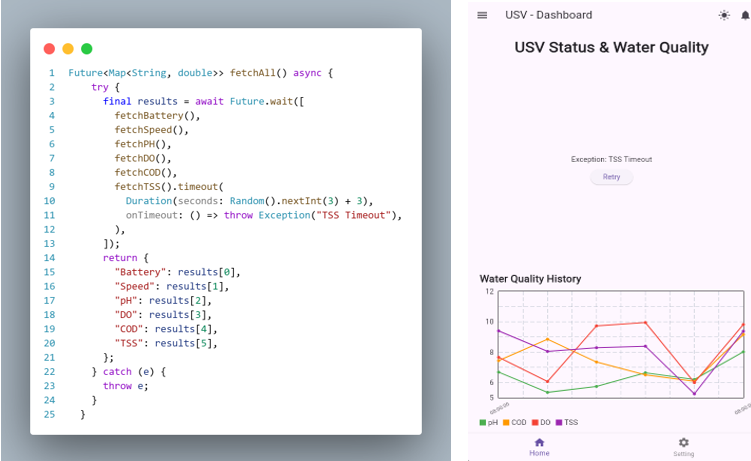 1 Future<Map<String, double>> fetchAll() async {
2 try {
3 final results = await Future.wait([
4 fetchBattery(),
5 fetchSpeed(),
6 fetchPH(),
7 fetchDO(),
8 fetchCOD(),
9 fetchTSS().timeout(
10 Duration(seconds: Random().nextInt(3) + 3),
11 onTimeout: () => throw Exception("TSS Timeout"),
12 ),
13 ]);
14 return {
15 "Battery": results[0],
16 "Speed": results[1],
17 "pH": results[2],
18 "DO": results[3],
19 "COD": results[4],
20 "TSS": results[5],
21 };
22 } catch (e) {
23 throw e;
24 }
25 }
USV - Dashboard
USV Status & Water Quality
Exception: TSS Timeout
Retry
Water Quality History
12
10
8
6
5
pH COD DO TSS
Home Setting